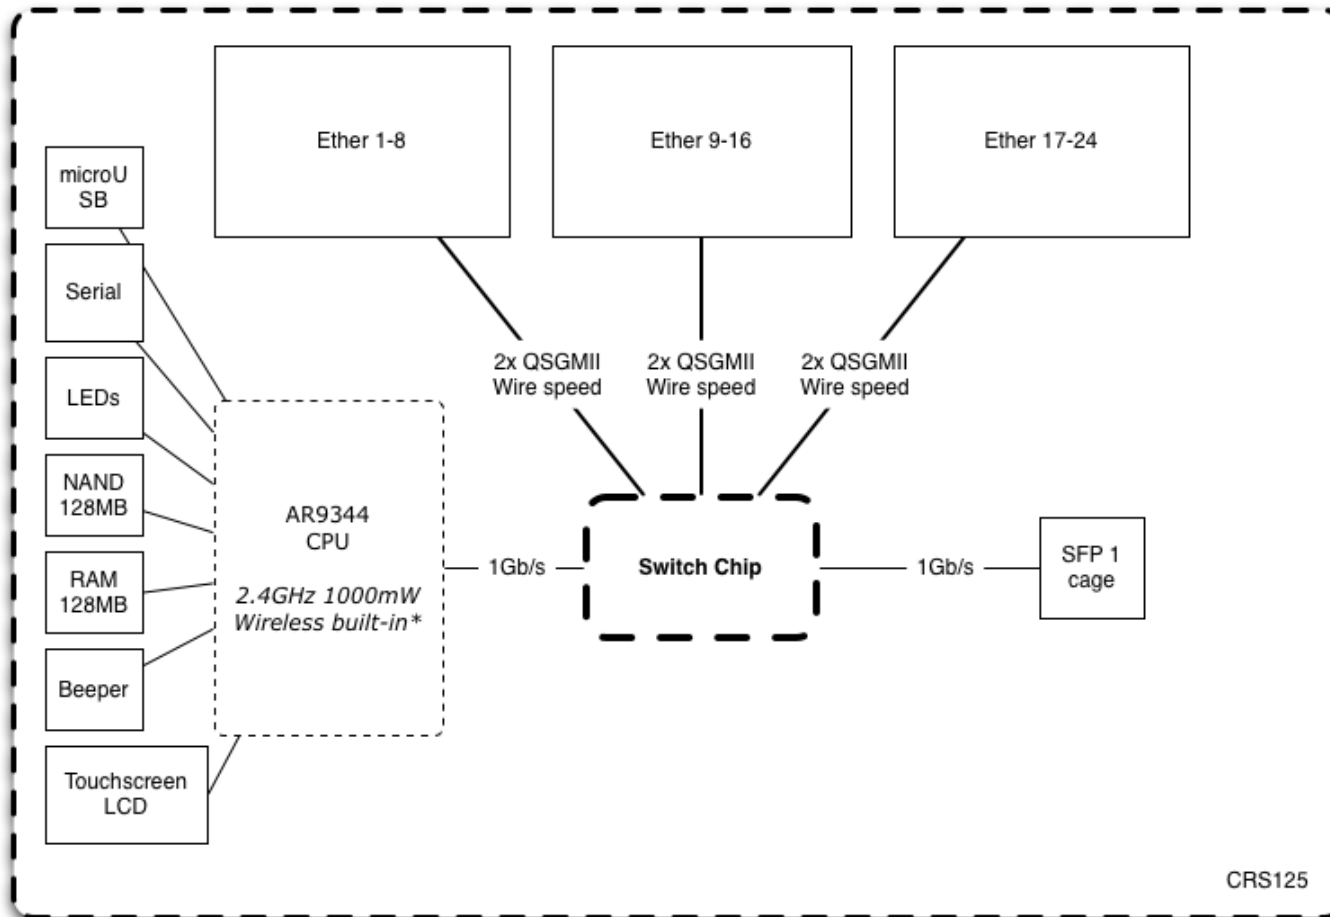 Ether 1-8
Ether 9-16
Ether 17-24
microU
SB
Serial
LEDs
NAND
128MB
RAM
128MB
Beeper
Touchscreen
LCD
2x QSGMII
Wire speed
2x QSGMII
Wire speed
2x QSGMII
Wire speed
AR9344
CPU
2.4GHz 1000mW
Wireless built-in*
1Gb/s
Switch Chip
1Gb/s
SFP 1
cage
CRS125